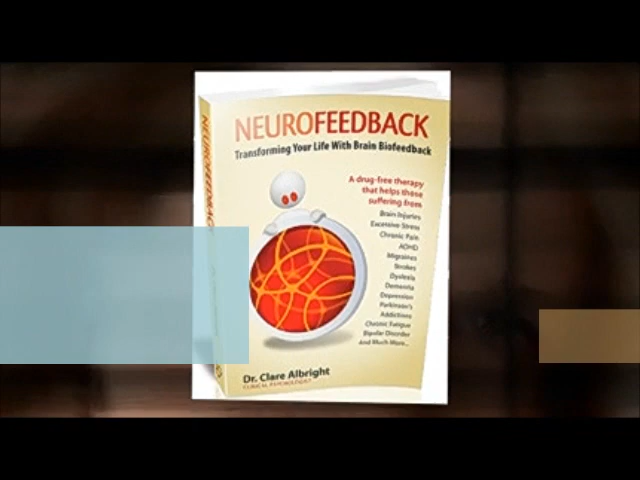 NEUROFEEDBACK
Transforming Your Life With Brain Biofeedback
A drug-free therapy
that helps those
suffering from
Brain Injuries
Excessive Stress
Chronic Pain
ADHD
Migraines
Strokes
Dyslexia
Dementia
Depression
Parkinson's
Addictions
Chronic Fatigue
Bipolar Disorder
And Much More...
Dr. Clare Albright
CLINICAL PSYCHOLOGIST
NEUROFEEDBACK